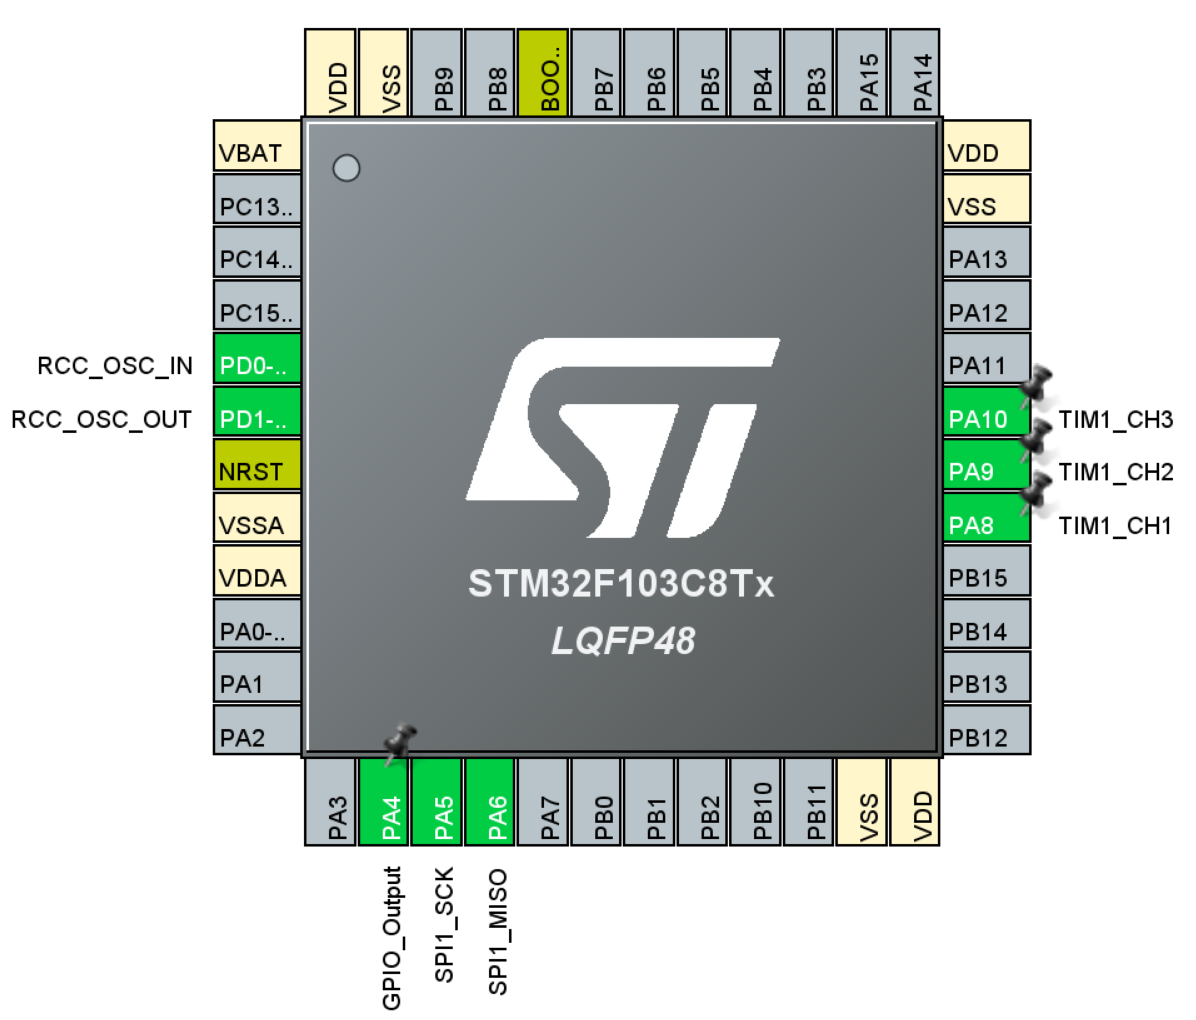 VDD
VSS
PB9
PB8
BOO..
PB7
PB6
PB5
PB4
PB3
PA15
PA14
VBAT
PC13..
PC14..
PC15..
RCC_OSC_IN PD0-..
RCC_OSC_OUT PD1-..
NRST
VSSA
VDDA
PA0-..
PA1
PA2
VDD
VSS
PA13
PA12
PA11
PA10 TIM1_CH3
PA9 TIM1_CH2
PA8 TIM1_CH1
PB15
PB14
PB13
PB12
STM32F103C8Tx
LQFP48
PA3
PA4
PA5
PA6
PA7
PB0
PB1
PB2
PB10
PB11
VSS
VDD
GPIO_Output
SPI1_SCK
SPI1_MISO